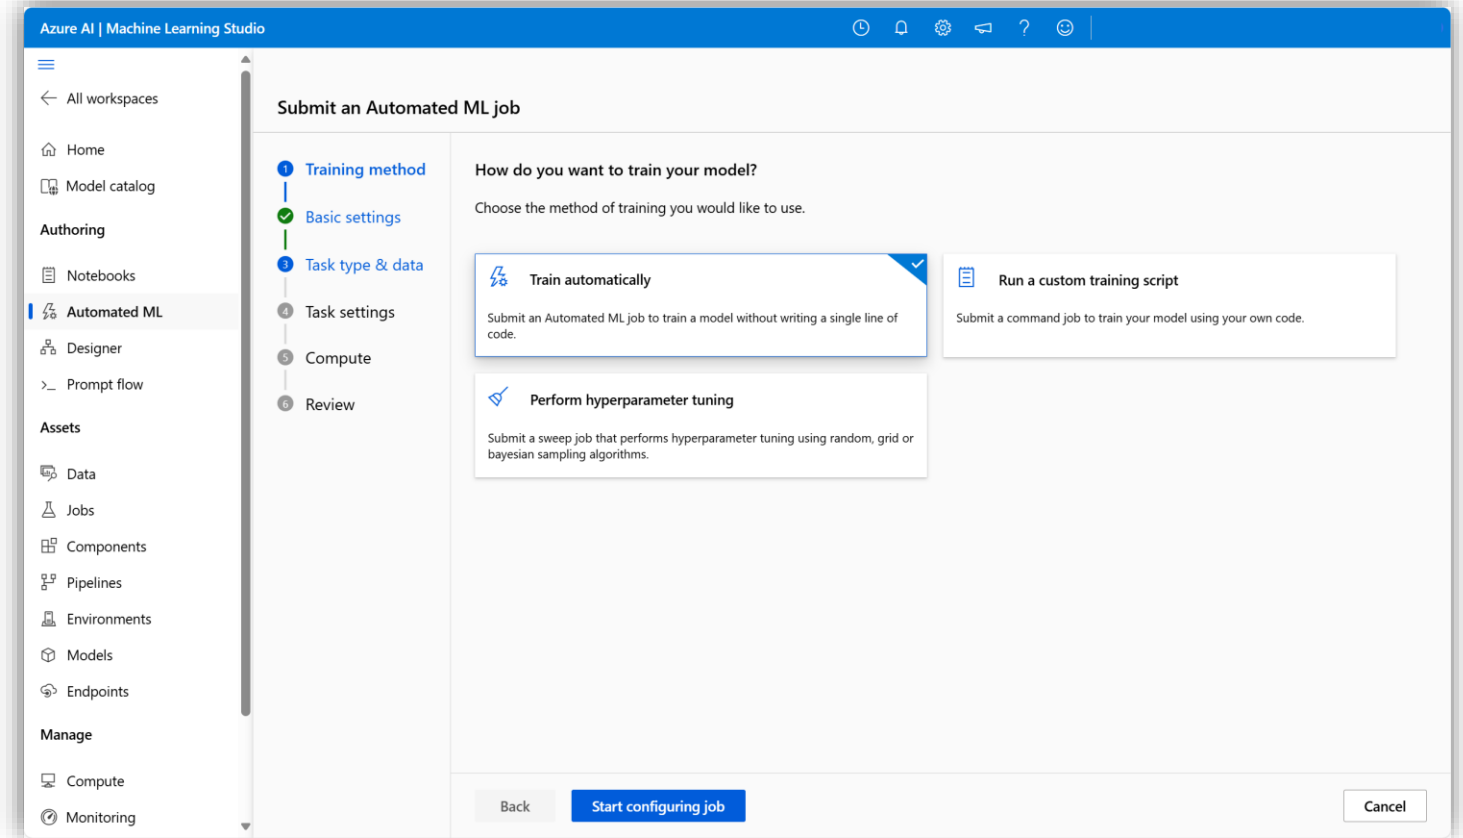 Azure AI | Machine Learning Studio
All workspaces
Home
Model catalog
Authoring
Notebooks
Automated ML
Designer
>_ Prompt flow
Assets
Data
Jobs
Components
Pipelines
Environments
Models
Endpoints
Manage
Compute
Monitoring
Submit an Automated ML job
1 Training method
Basic settings
3 Task type & data
4 Task settings
5 Compute
6 Review
How do you want to train your model?
Choose the method of training you would like to use.
Train automatically
Submit an Automated ML job to train a model without writing a single line of
code.
Run a custom training script
Submit a command job to train your model using your own code.
Perform hyperparameter tuning
Submit a sweep job that performs hyperparameter tuning using random, grid or
bayesian sampling algorithms.
Back
Start configuring job
Cancel